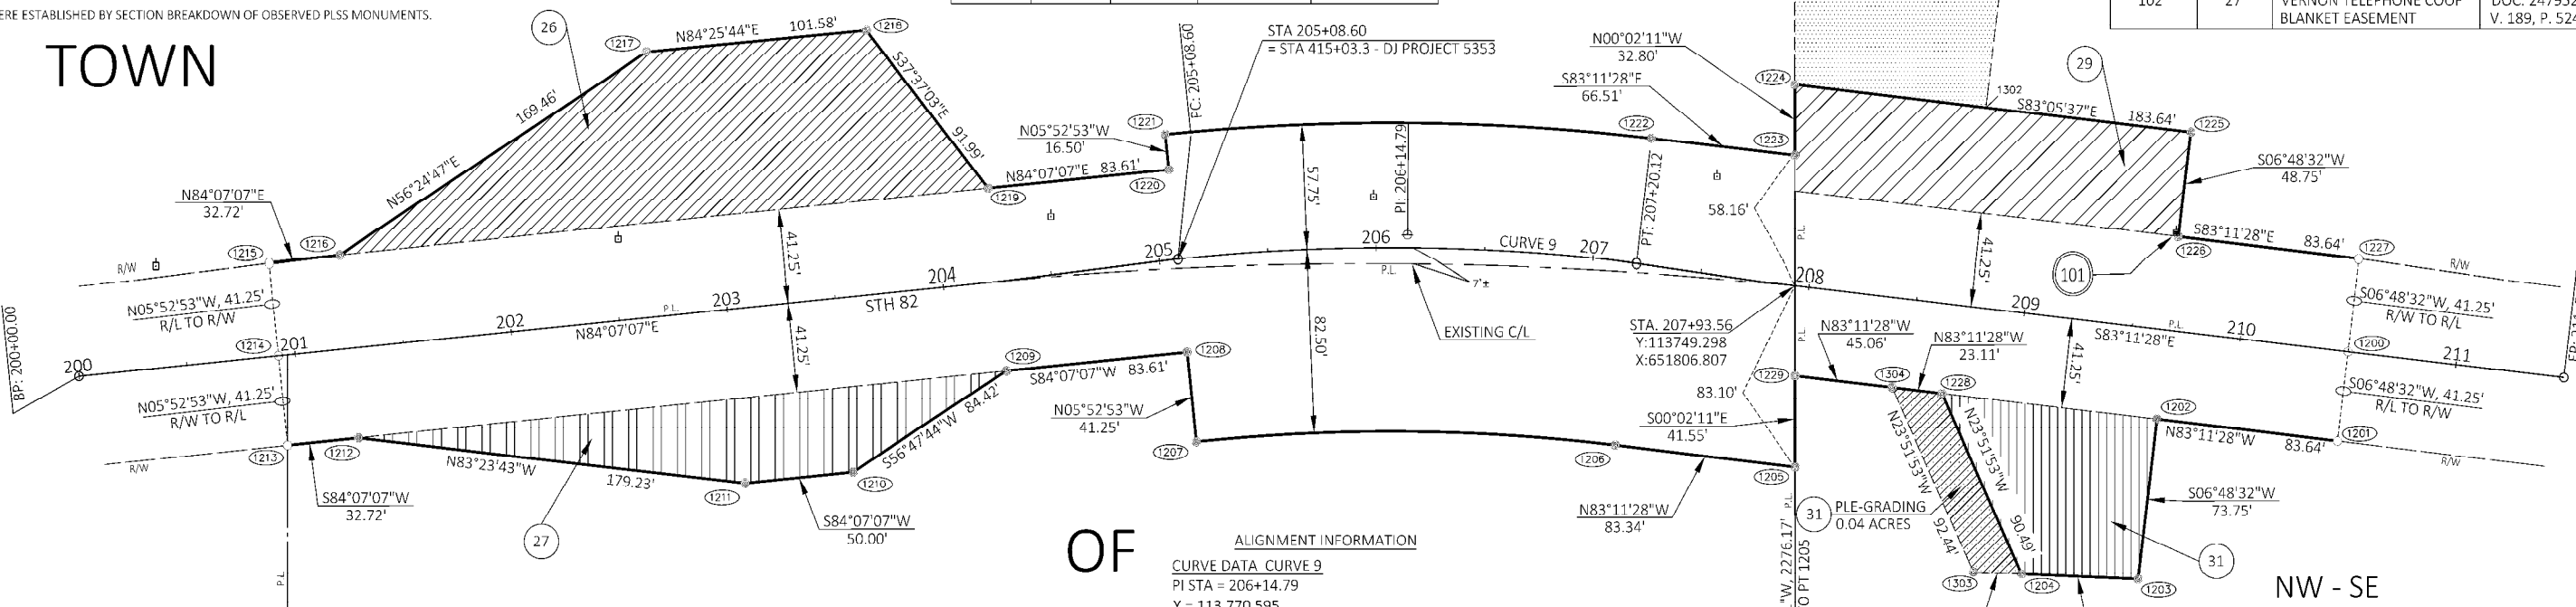 ERE ESTABLISHED BY SECTION BREAKDOWN OF OBSERVED PLSS MONUMENTS.
TOWN
26
1217
N84°25'44"E 101.58'
1218
S37°37'03"E 91.99'
N56°24'47"E 169.46'
N84°07'07"E
32.72'
1215
1216
R/W
N05°52'53"W, 41.25'
R/L TO R/W
1219
N84°07'07"E 83.61'
1220
N05°52'53"W
16.50'
1221
STA 205+08.60
= STA 415+03.3 - DJ PROJECT 5353
PC: 205+08.60
57.75'
PI: 206+14.79
PT: 207+20.12
1222
S83°11'28"E
66.51'
N00°02'11"W
32.80'
1224
1223
58.16'
P.L.
102
27
VERNON TELEPHONE COOP
BLANKET EASEMENT
V. 189, P. 524
29
1302
S83°05'37"E 183.64'
1225
S06°48'32"W
48.75'
1226
S83°11'28"E 83.64'
1227
R/W
101
S06°48'32"W, 41.25'
R/W TO R/L
BP: 200+00.00
200
1214
201
202
N84°07'07"E
P.L.
203
STH 82
204
205
206
CURVE 9
207
208
209
S83°11'28"E
P.L.
210
1200
211
41.25'
41.25'
41.25'
41.25'
P.L.
7'±
EXISTING C/L
82.50'
STA. 207+93.56
Y:113749.298
X:651806.807
P.L.
83.10'
N05°52'53"W, 41.25'
R/W TO R/L
1213
R/W
1212
S84°07'07"W
32.72'
N83°23'43"W
179.23'
27
1211
S84°07'07"W
50.00'
1210
S56°47'44"W 84.42'
1209
S84°07'07"W 83.61'
1208
N05°52'53"W
41.25'
1207
1206
N83°11'28"W
83.34'
1205
S00°02'11"E
41.55'
1229
N83°11'28"W
45.06'
1304
N83°11'28"W
23.11'
1228
N23°51'53"W
92.44'
N23°51'53"W
90.49'
1202
N83°11'28"W
83.64'
1201
R/W
S06°48'32"W, 41.25'
R/L TO R/W
S06°48'32"W
73.75'
31
PLE-GRADING
0.04 ACRES
1303
1204
1203
31
P.L.
P.L.
"W, 2276.17'
O PT 1205
OF
NW - SE
ALIGNMENT INFORMATION
CURVE DATA CURVE 9
PI STA = 206+14.79
Y = 113,770.595